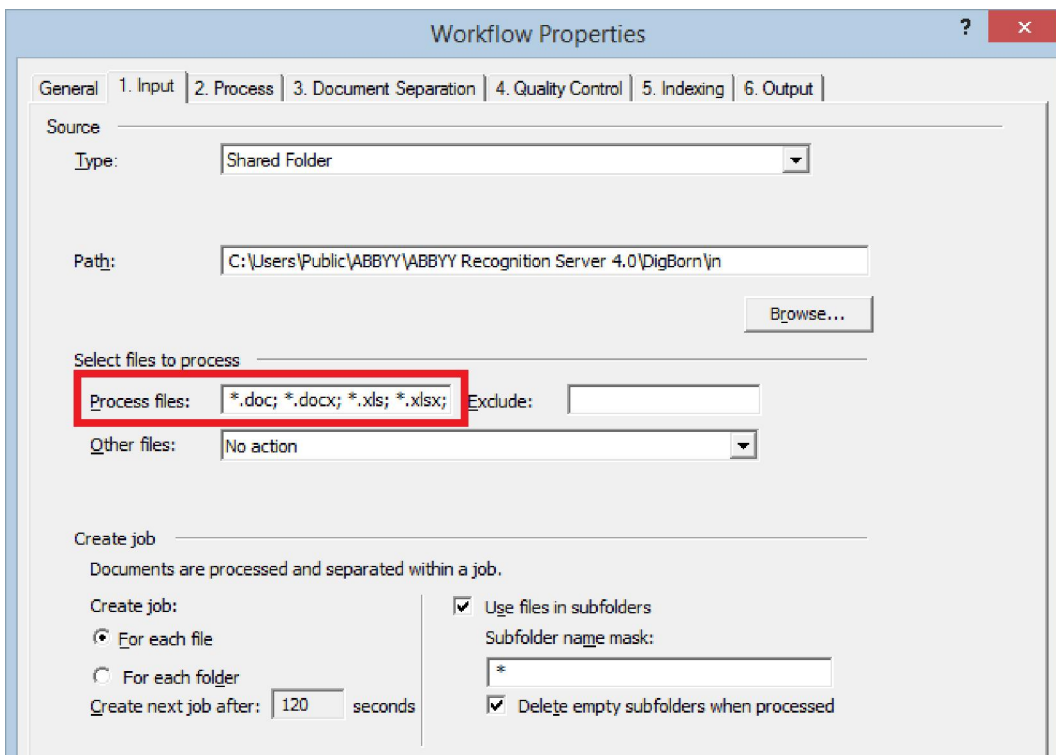 Workflow Properties
?
General 1. Input 2. Process 3. Document Separation 4. Quality Control 5. Indexing 6. Output
Source
Type: Shared Folder
Path: C:\Users\Public\ABBYY\ABBYY Recognition Server 4.0\DigBorn\in
Browse...
Select files to process
Process files: *.doc; *.docx; *.xls; *.xlsx; Exclude:
Other files: No action
Create job
Documents are processed and separated within a job.
Create job:
For each file
For each folder
Create next job after: 120 seconds
Use files in subfolders
Subfolder name mask:
*
Delete empty subfolders when processed